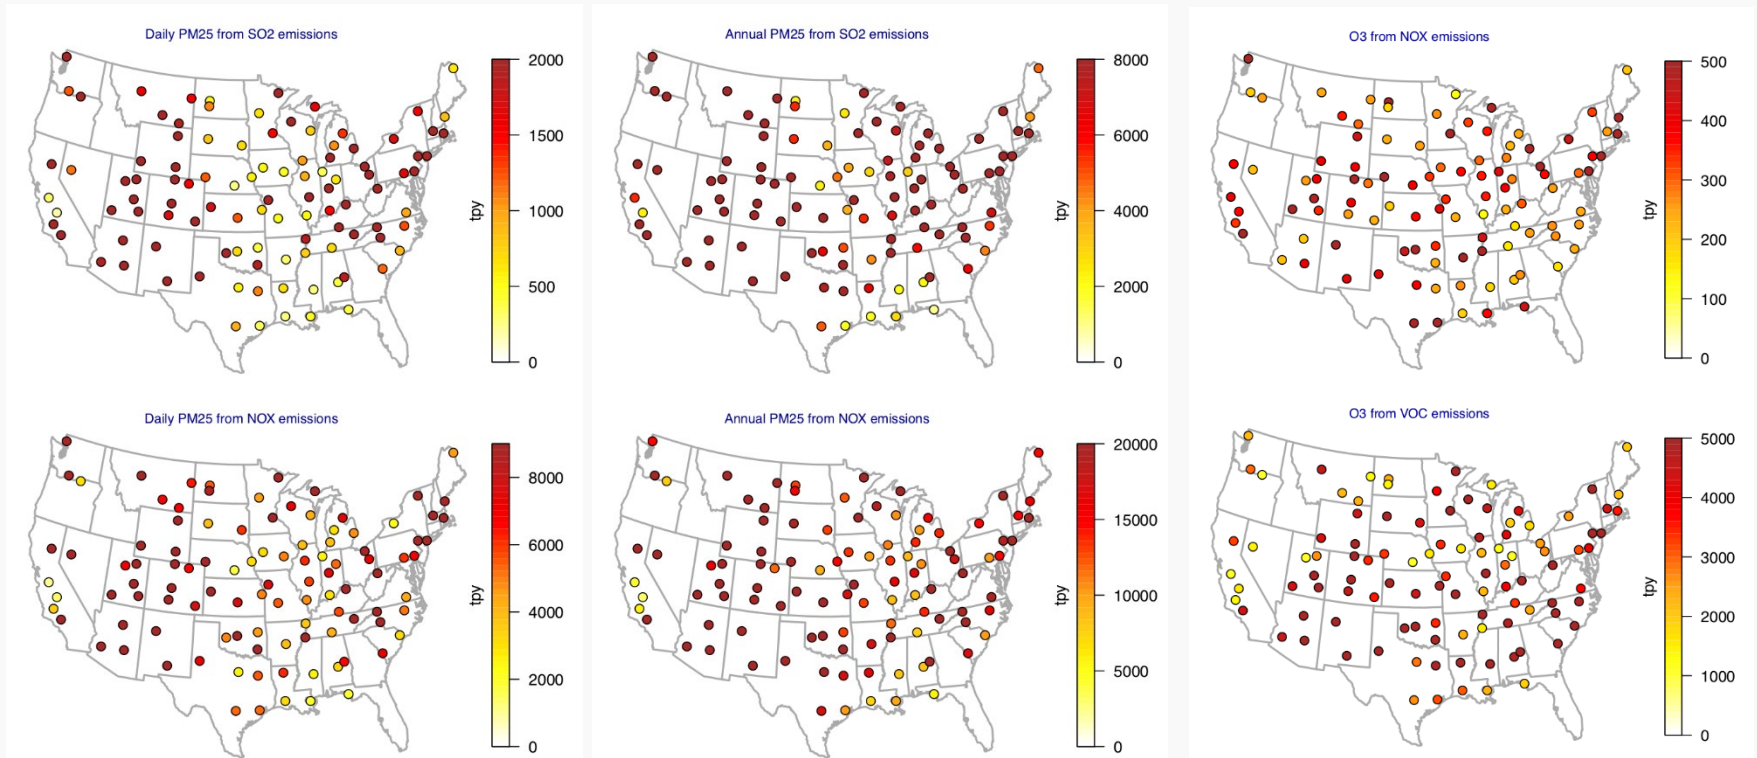 Daily PM25 from SO2 emissions
2000
1500
1000
500
0
tpy
Annual PM25 from SO2 emissions
8000
6000
4000
2000
0
tpy
O3 from NOX emissions
500
400
300
200
100
0
tpy
Daily PM25 from NOX emissions
8000
6000
4000
2000
0
tpy
Annual PM25 from NOX emissions
20000
15000
10000
5000
0
tpy
O3 from VOC emissions
5000
4000
3000
2000
1000
0
tpy